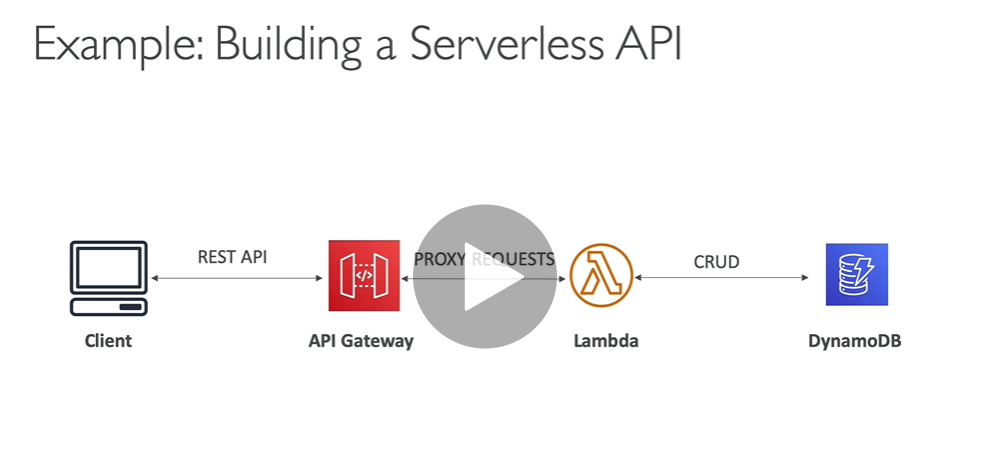 Example: Building a Serverless API
REST API
PROXY REQUESTS
CRUD
Client
API Gateway
Lambda
DynamoDB